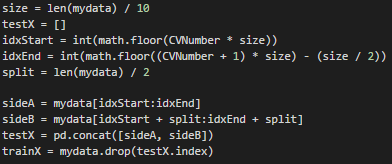 size = len(mydata) / 10
testX = []
idxStart = int(math.floor(CVNumber * size))
idxEnd = int(math.floor((CVNumber + 1) * size) - (size / 2))
split = len(mydata) / 2
sideA = mydata[idxStart:idxEnd]
sideB = mydata[idxStart + split:idxEnd + split]
testX = pd.concat([sideA, sideB])
trainX = mydata.drop(testX.index)